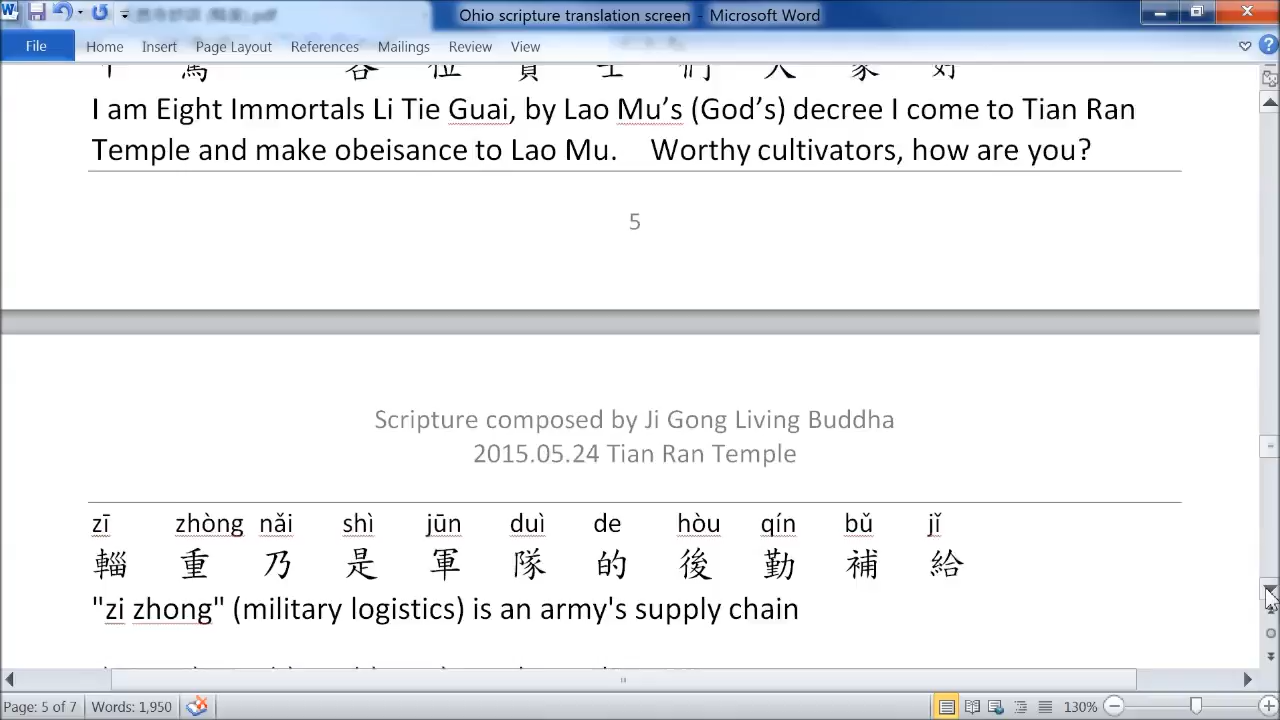 Ohio scripture translation screen - Microsoft Word
File Home Insert Page Layout References Mailings Review View
I am Eight Immortals Li Tie Guai, by Lao Mu’s (God’s) decree I come to Tian Ran
Temple and make obeisance to Lao Mu. Worthy cultivators, how are you?
5
Scripture composed by Ji Gong Living Buddha
2015.05.24 Tian Ran Temple
zī zhòng nǎi shì jūn duì de hòu qín bǔ jǐ
輜 重 乃 是 軍 隊 的 後 勤 補 給
"zi zhong" (military logistics) is an army's supply chain
Page: 5 of 7 Words: 1,950 130%